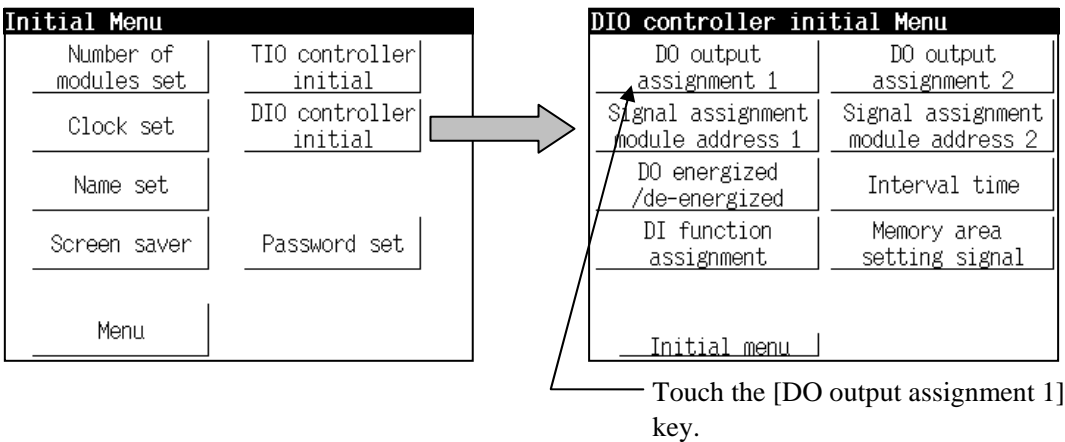 Initial Menu
Number of
modules set
TIO controller
initial
Clock set
DIO controller
initial
Name set
Screen saver
Password set
Menu
DIO controller initial Menu
DO output
assignment 1
DO output
assignment 2
Signal assignment
module address 1
Signal assignment
module address 2
DO energized
/de-energized
Interval time
DI function
assignment
Memory area
setting signal
Initial menu
Touch the [DO output assignment 1]
key.